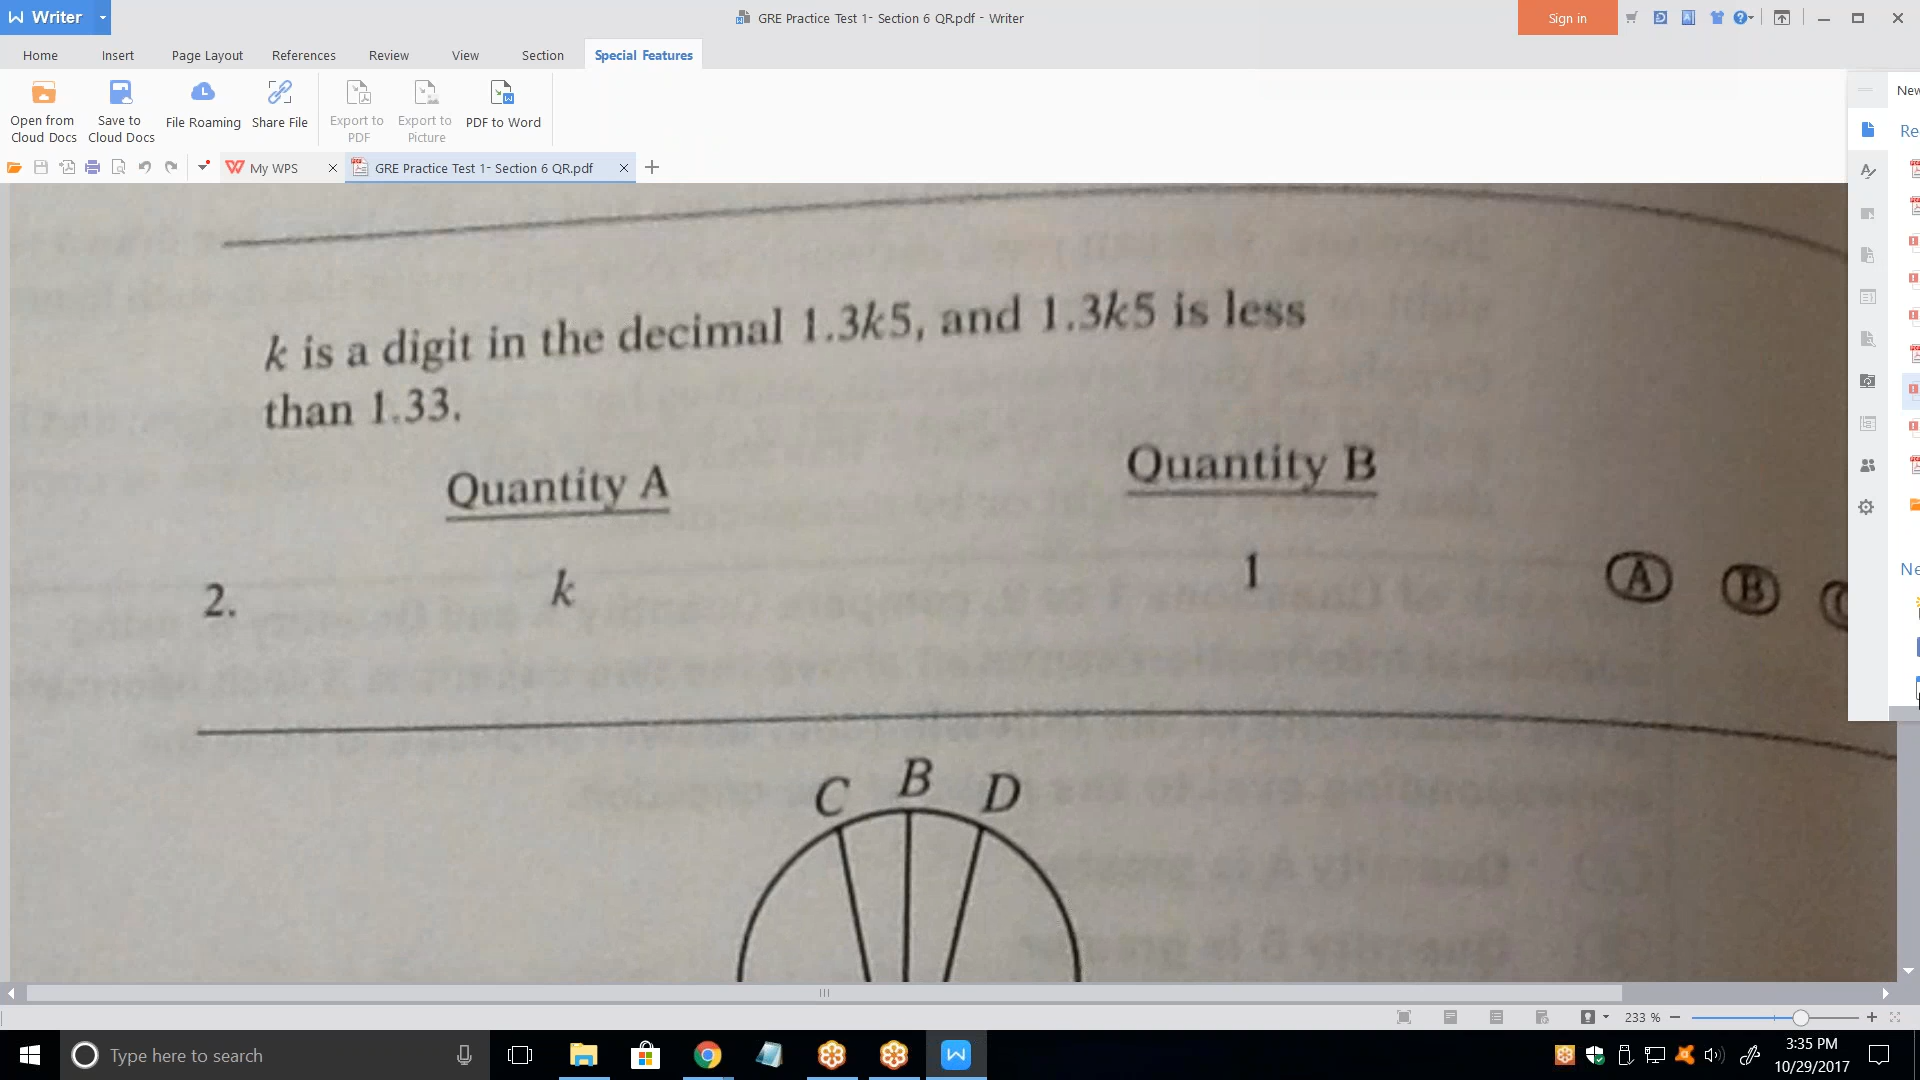 Writer
GRE Practice Test 1- Section 6 QR.pdf - Writer
Sign in
Home
Insert
Page Layout
References
Review
View
Section
Special Features
Open from
Cloud Docs
Save to
Cloud Docs
File Roaming
Share File
Export to
PDF
Export to
Picture
PDF to Word
My WPS
GRE Practice Test 1- Section 6 QR.pdf
New
Re
Ne
k is a digit in the decimal 1.3k5, and 1.3k5 is less
than 1.33.
Quantity A
Quantity B
2.
k
1
A
B
C B D
233 %
Type here to search
3:35 PM
10/29/2017